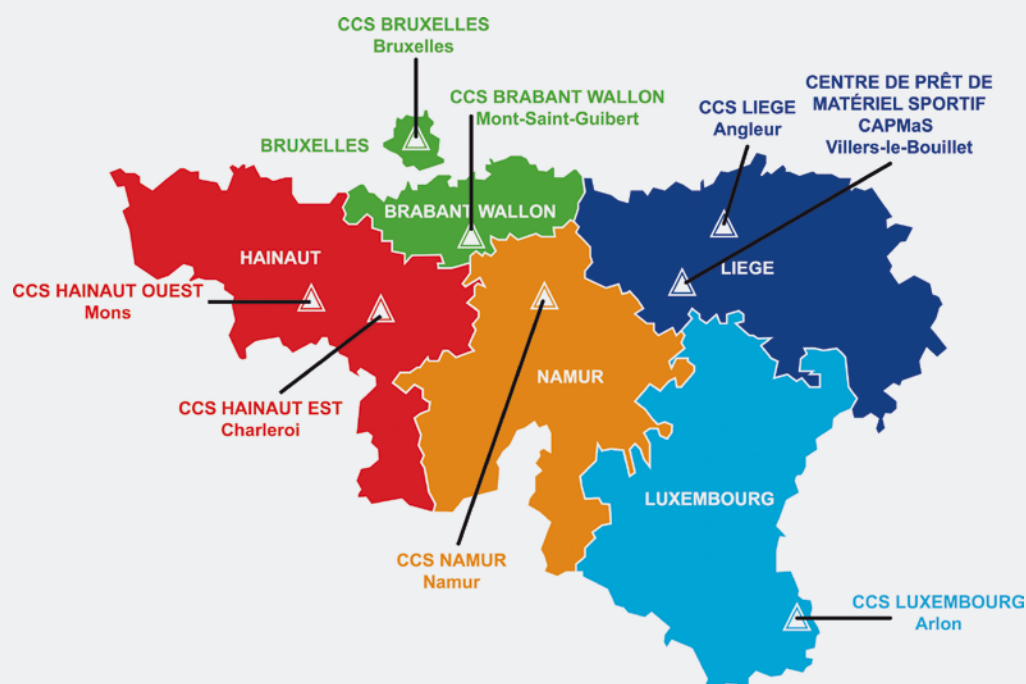 CCS BRUXELLES
Bruxelles
CCS BRABANT WALLON
Mont-Saint-Guibert
CCS LIEGE
Angleur
CENTRE DE PRÊT DE
MATÉRIEL SPORTIF
CAPMaS
Villers-le-Bouillet
BRUXELLES
BRABANT WALLON
HAINAUT
LIEGE
CCS HAINAUT OUEST
Mons
NAMUR
CCS HAINAUT EST
Charleroi
LUXEMBOURG
CCS NAMUR
Namur
CCS LUXEMBOURG
Arlon